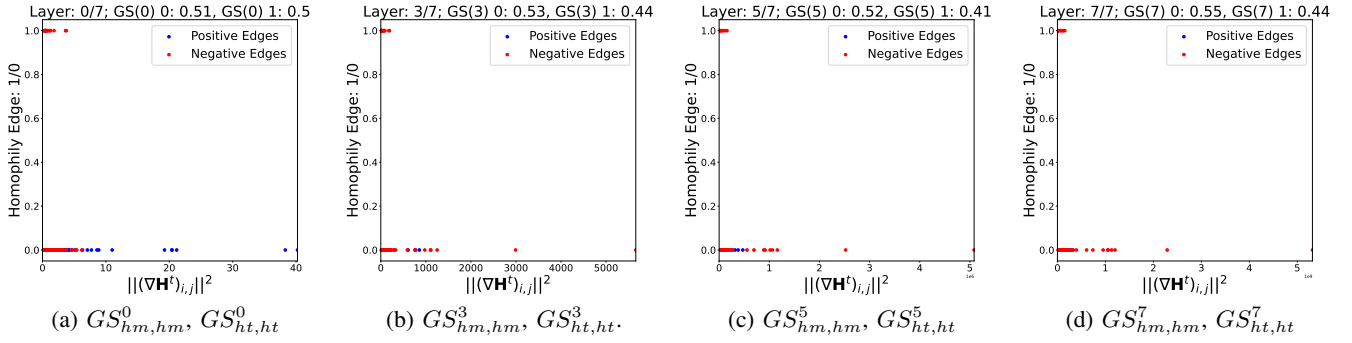 Layer: 0/7; GS(0) 0: 0.51, GS(0) 1: 0.5
Homophily Edge: 1/0
1.0
0.8
0.6
0.4
0.2
0.0
Positive Edges
Negative Edges
0 10 20 30 40
||(∇H^t)_{i,j}||^2
(a) GS^0_{hm,hm}, GS^0_{ht,ht}
Layer: 3/7; GS(3) 0: 0.53, GS(3) 1: 0.44
Homophily Edge: 1/0
1.0
0.8
0.6
0.4
0.2
0.0
Positive Edges
Negative Edges
0 1000 2000 3000 4000 5000
||(∇H^t)_{i,j}||^2
(b) GS^3_{hm,hm}, GS^3_{ht,ht}.
Layer: 5/7; GS(5) 0: 0.52, GS(5) 1: 0.41
Homophily Edge: 1/0
1.0
0.8
0.6
0.4
0.2
0.0
Positive Edges
Negative Edges
0 1 2 3 4 5
||(∇H^t)_{i,j}||^2
(c) GS^5_{hm,hm}, GS^5_{ht,ht}
Layer: 7/7; GS(7) 0: 0.55, GS(7) 1: 0.44
Homophily Edge: 1/0
1.0
0.8
0.6
0.4
0.2
0.0
Positive Edges
Negative Edges
0 1 2 3 4 5
||(∇H^t)_{i,j}||^2
(d) GS^7_{hm,hm}, GS^7_{ht,ht}